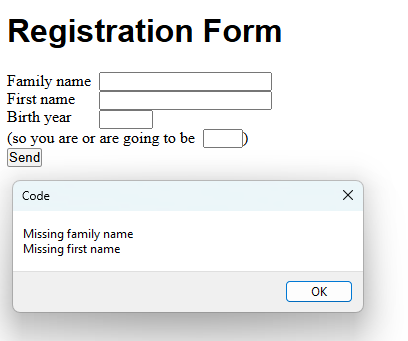 Registration Form
Family name
First name
Birth year
(so you are or are going to be )
Send
Code
Missing family name
Missing first name
OK